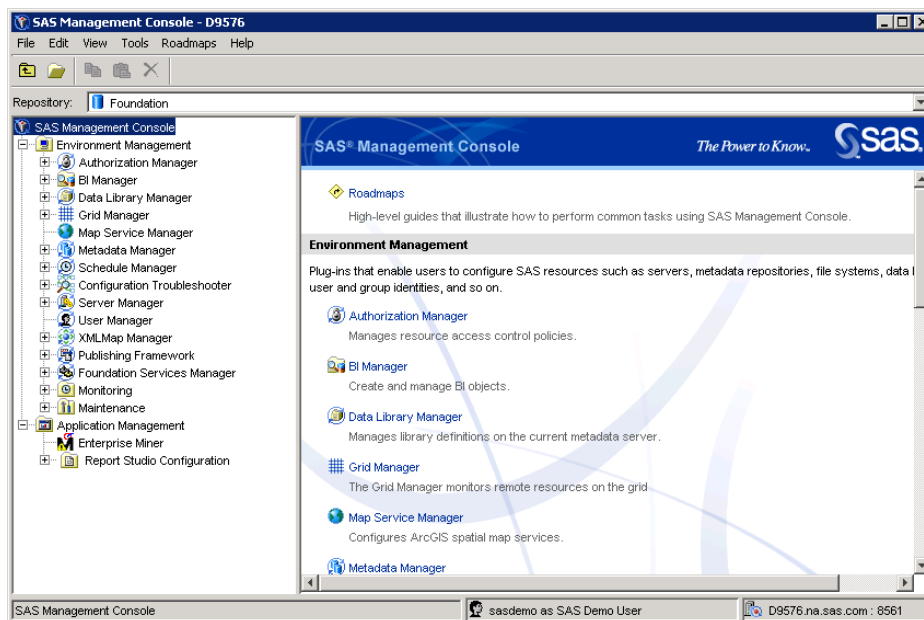 SAS Management Console - D9576
File Edit View Tools Roadmaps Help
Repository: Foundation
SAS Management Console
Environment Management
Authorization Manager
BI Manager
Data Library Manager
Grid Manager
Map Service Manager
Metadata Manager
Schedule Manager
Configuration Troubleshooter
Server Manager
User Manager
XMLMap Manager
Publishing Framework
Foundation Services Manager
Monitoring
Maintenance
Application Management
Enterprise Miner
Report Studio Configuration
SAS® Management Console
The Power to Know.
sas.
Roadmaps
High-level guides that illustrate how to perform common tasks using SAS Management Console.
Environment Management
Plug-ins that enable users to configure SAS resources such as servers, metadata repositories, file systems, data
user and group identities, and so on.
Authorization Manager
Manages resource access control policies.
BI Manager
Create and manage BI objects.
Data Library Manager
Manages library definitions on the current metadata server.
Grid Manager
The Grid Manager monitors remote resources on the grid
Map Service Manager
Configures ArcGIS spatial map services.
Metadata Manager
SAS Management Console
sasdemo as SAS Demo User
D9576.na.sas.com : 8561